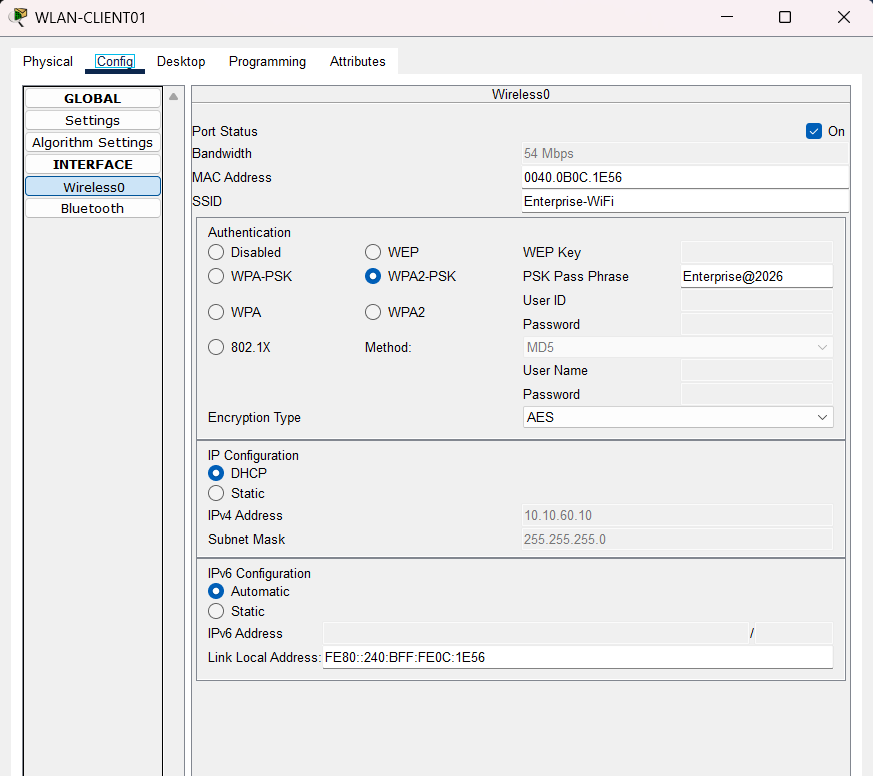 WLAN-CLIENT01
Physical Config Desktop Programming Attributes
GLOBAL
Settings
Algorithm Settings
INTERFACE
Wireless0
Bluetooth
Wireless0
Port Status On
Bandwidth 54 Mbps
MAC Address 0040.0B0C.1E56
SSID Enterprise-WiFi
Authentication
Disabled WEP WEP Key
WPA-PSK WPA2-PSK PSK Pass Phrase Enterprise@2026
User ID
WPA WPA2
Password
802.1X Method: MD5
User Name
Password
Encryption Type AES
IP Configuration
DHCP
Static
IPv4 Address 10.10.60.10
Subnet Mask 255.255.255.0
IPv6 Configuration
Automatic
Static
IPv6 Address /
Link Local Address: FE80::240:BFF:FE0C:1E56